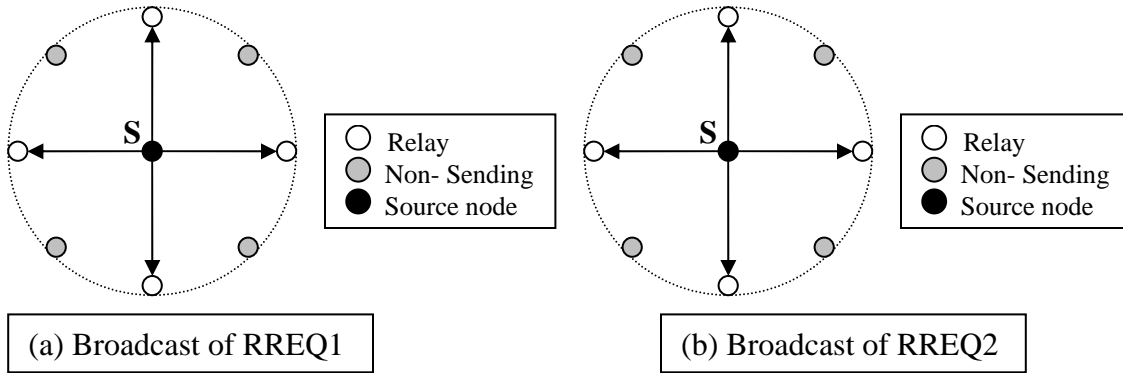 S
Relay
Non- Sending
Source node
(a) Broadcast of RREQ1
S
Relay
Non- Sending
Source node
(b) Broadcast of RREQ2